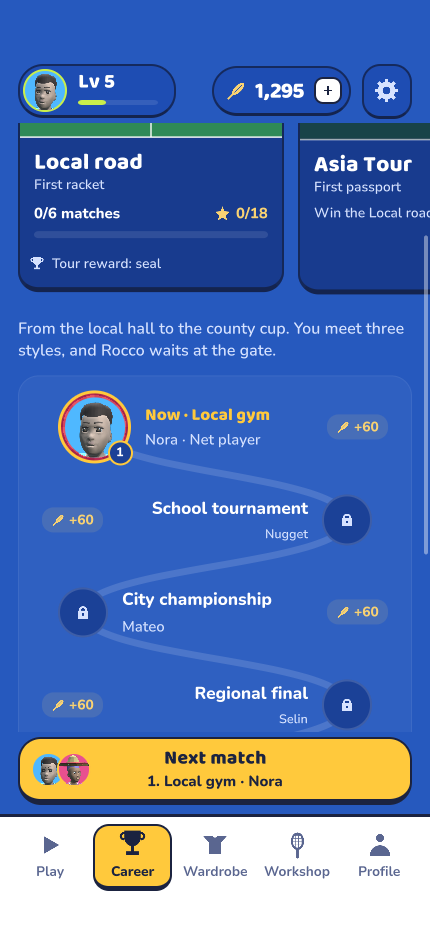 Lv 5
1,295
+
Local road
First racket
0/6 matches
0/18
Tour reward: seal
Asia Tour
First passport
Win the Local road
From the local hall to the county cup. You meet three
styles, and Rocco waits at the gate.
Now · Local gym
Nora · Net player
+60
1
School tournament
Nugget
+60
City championship
Mateo
+60
Regional final
Selin
+60
Next match
1. Local gym · Nora
Play
Career
Wardrobe
Workshop
Profile